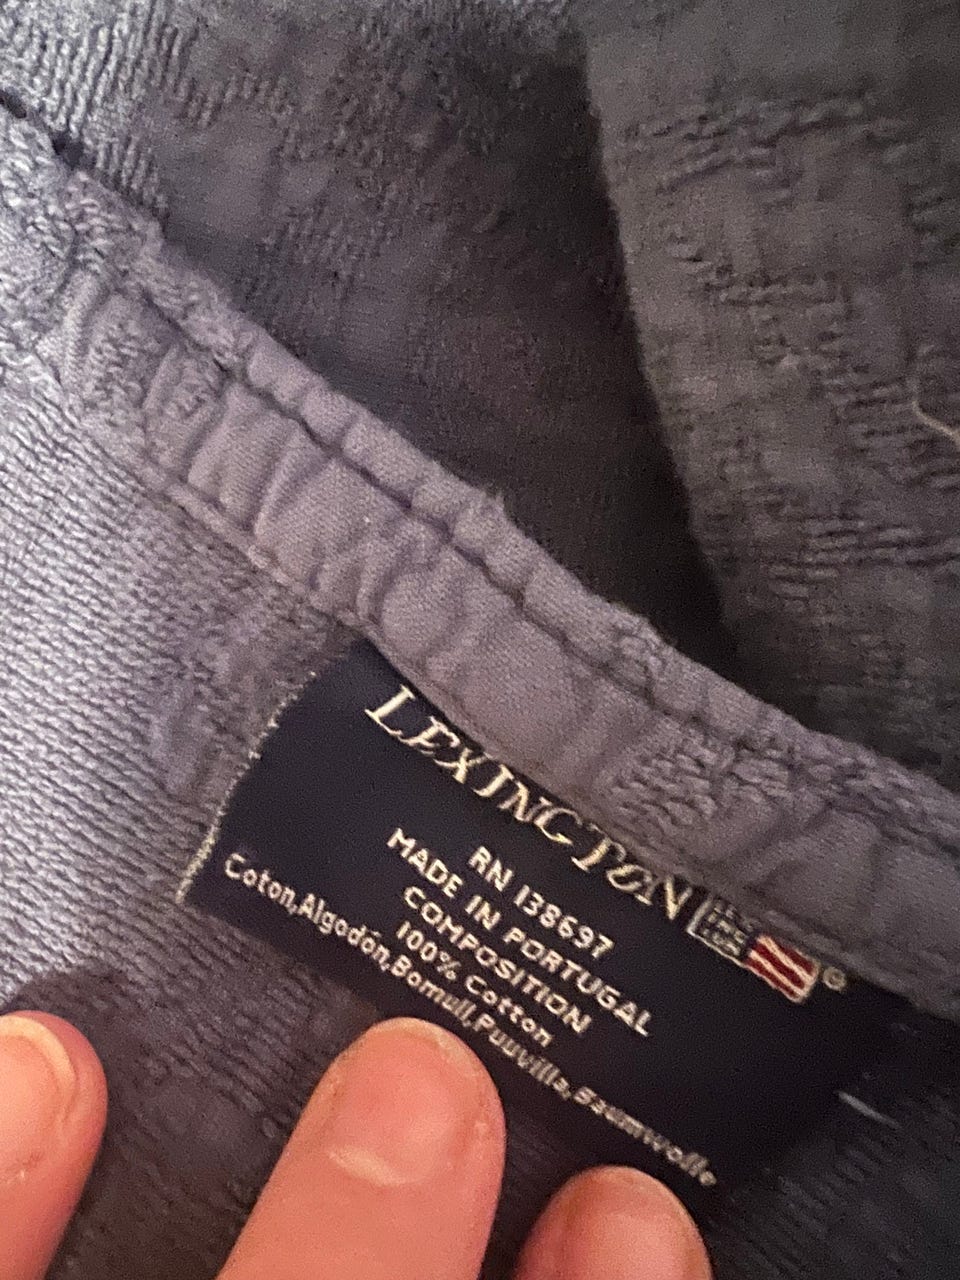 LEXINGTON ®
RN 138697
MADE IN PORTUGAL
COMPOSITION
100% Cotton
Coton,Algodón,Bomull,Puuvilla,Baumwolle